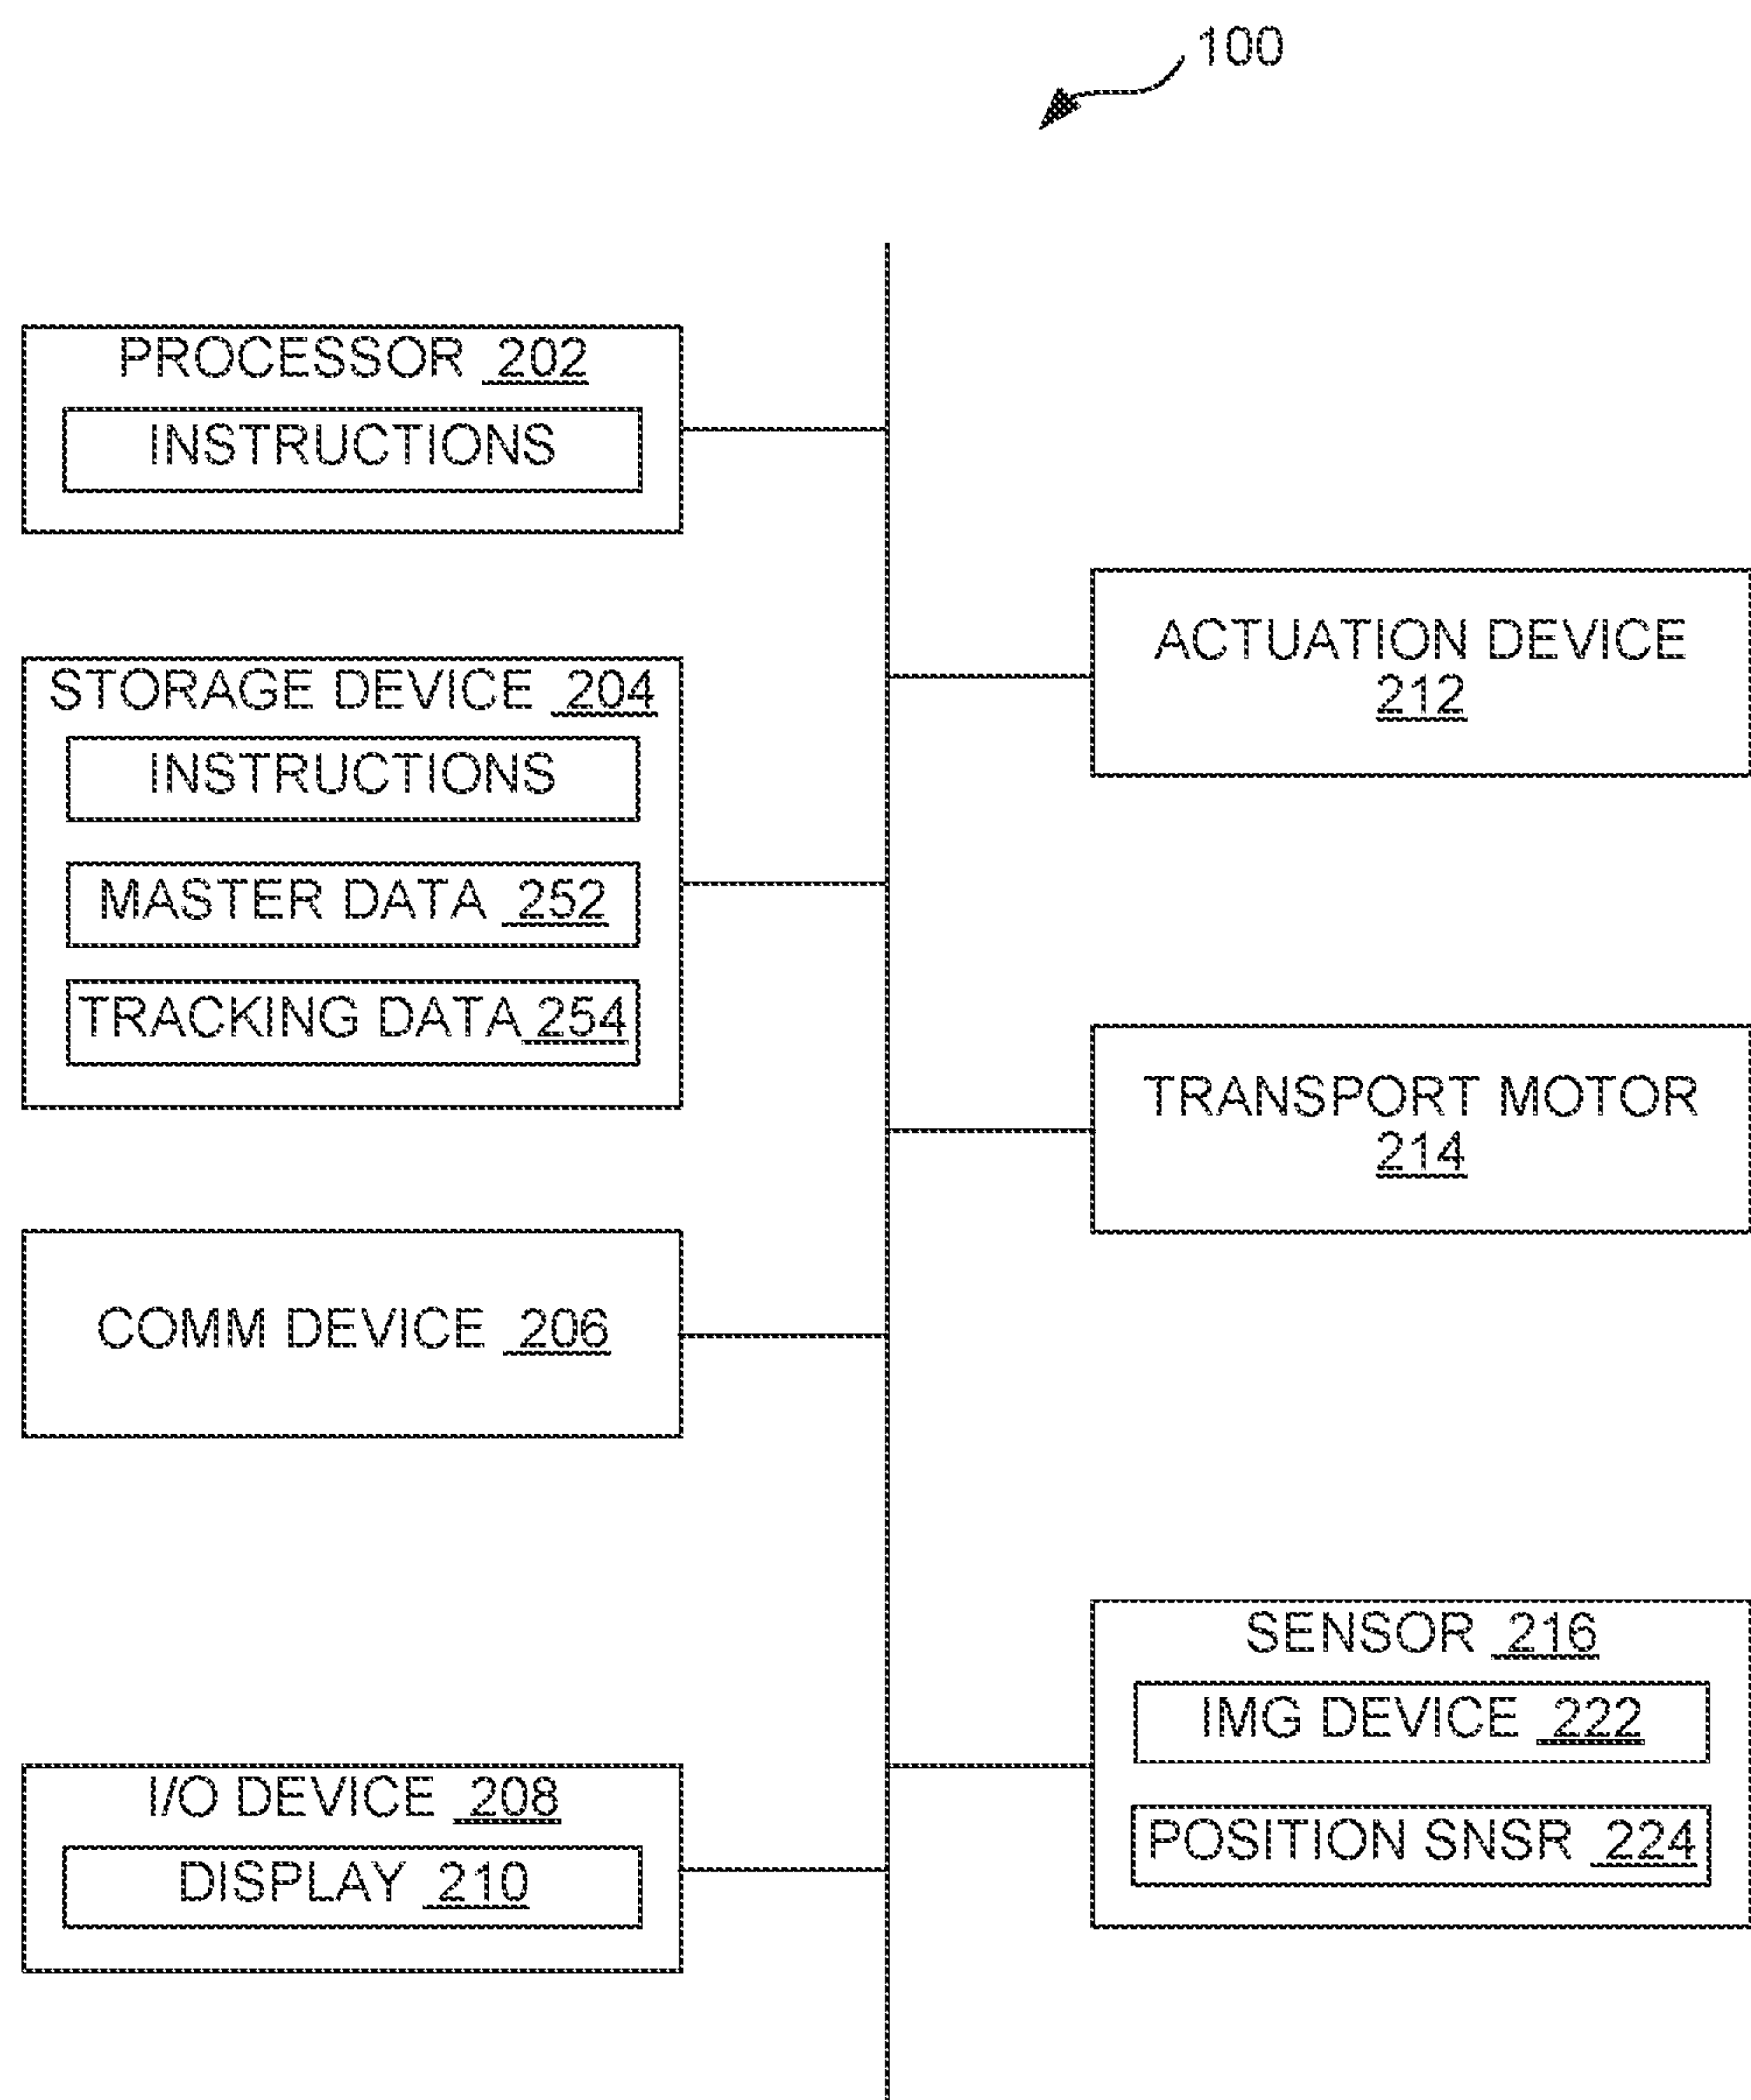 100
PROCESSOR 202
INSTRUCTIONS
STORAGE DEVICE 204
INSTRUCTIONS
MASTER DATA 252
TRACKING DATA 254
COMM DEVICE 206
I/O DEVICE 208
DISPLAY 210
ACTUATION DEVICE
212
TRANSPORT MOTOR
214
SENSOR 216
IMG DEVICE 222
POSITION SNSR 224